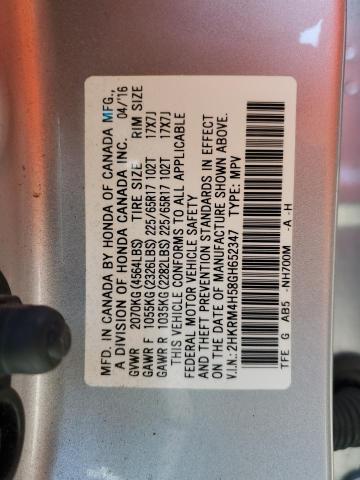 MFD. IN CANADA BY HONDA OF CANADA MFG.,
A DIVISION OF HONDA CANADA INC. 04/'16
GVWR 2070KG(4564LBS) TIRE SIZE RIM SIZE
GAWR F 1055KG(2326LBS) 225/65R17 102T 17X7J
GAWR R 1035KG(2282LBS) 225/65R17 102T 17X7J
THIS VEHICLE CONFORMS TO ALL APPLICABLE
FEDERAL MOTOR VEHICLE SAFETY
AND THEFT PREVENTION STANDARDS IN EFFECT
ON THE DATE OF MANUFACTURE SHOWN ABOVE.
V.I.N.: 2HKRM4H58GH652347 TYPE: MPV
TFE -G AB5 -NH700M -A -H